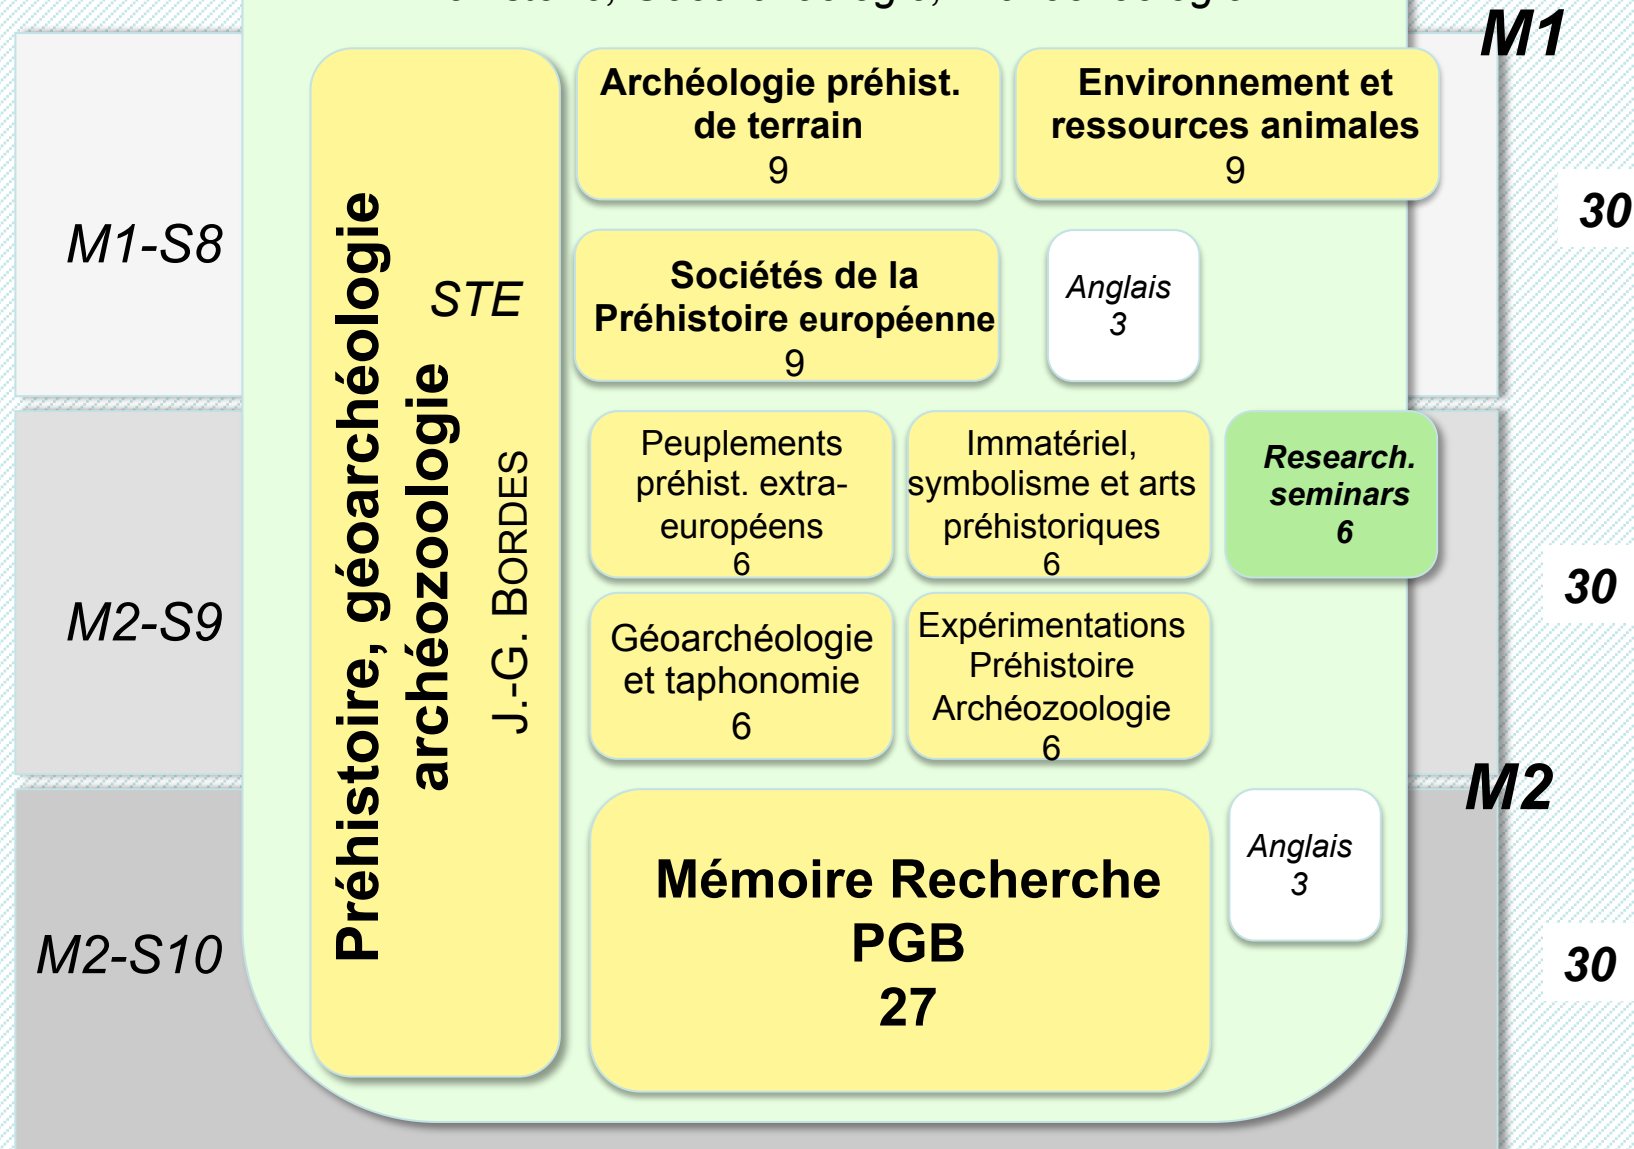 M1
M1-S8
30
Préhistoire, géoarchéologie
archéozoologie
STE
J.-G. BORDES
Archéologie préhist.
de terrain
9
Environnement et
ressources animales
9
Sociétés de la
Préhistoire européenne
9
Anglais
3
M2-S9
30
Peuplements
préhist. extra-
européens
6
Immatériel,
symbolisme et arts
préhistoriques
6
Research.
seminars
6
Géoarchéologie
et taphonomie
6
Expérimentations
Préhistoire
Archéozoologie
6
M2
M2-S10
30
Mémoire Recherche
PGB
27
Anglais
3